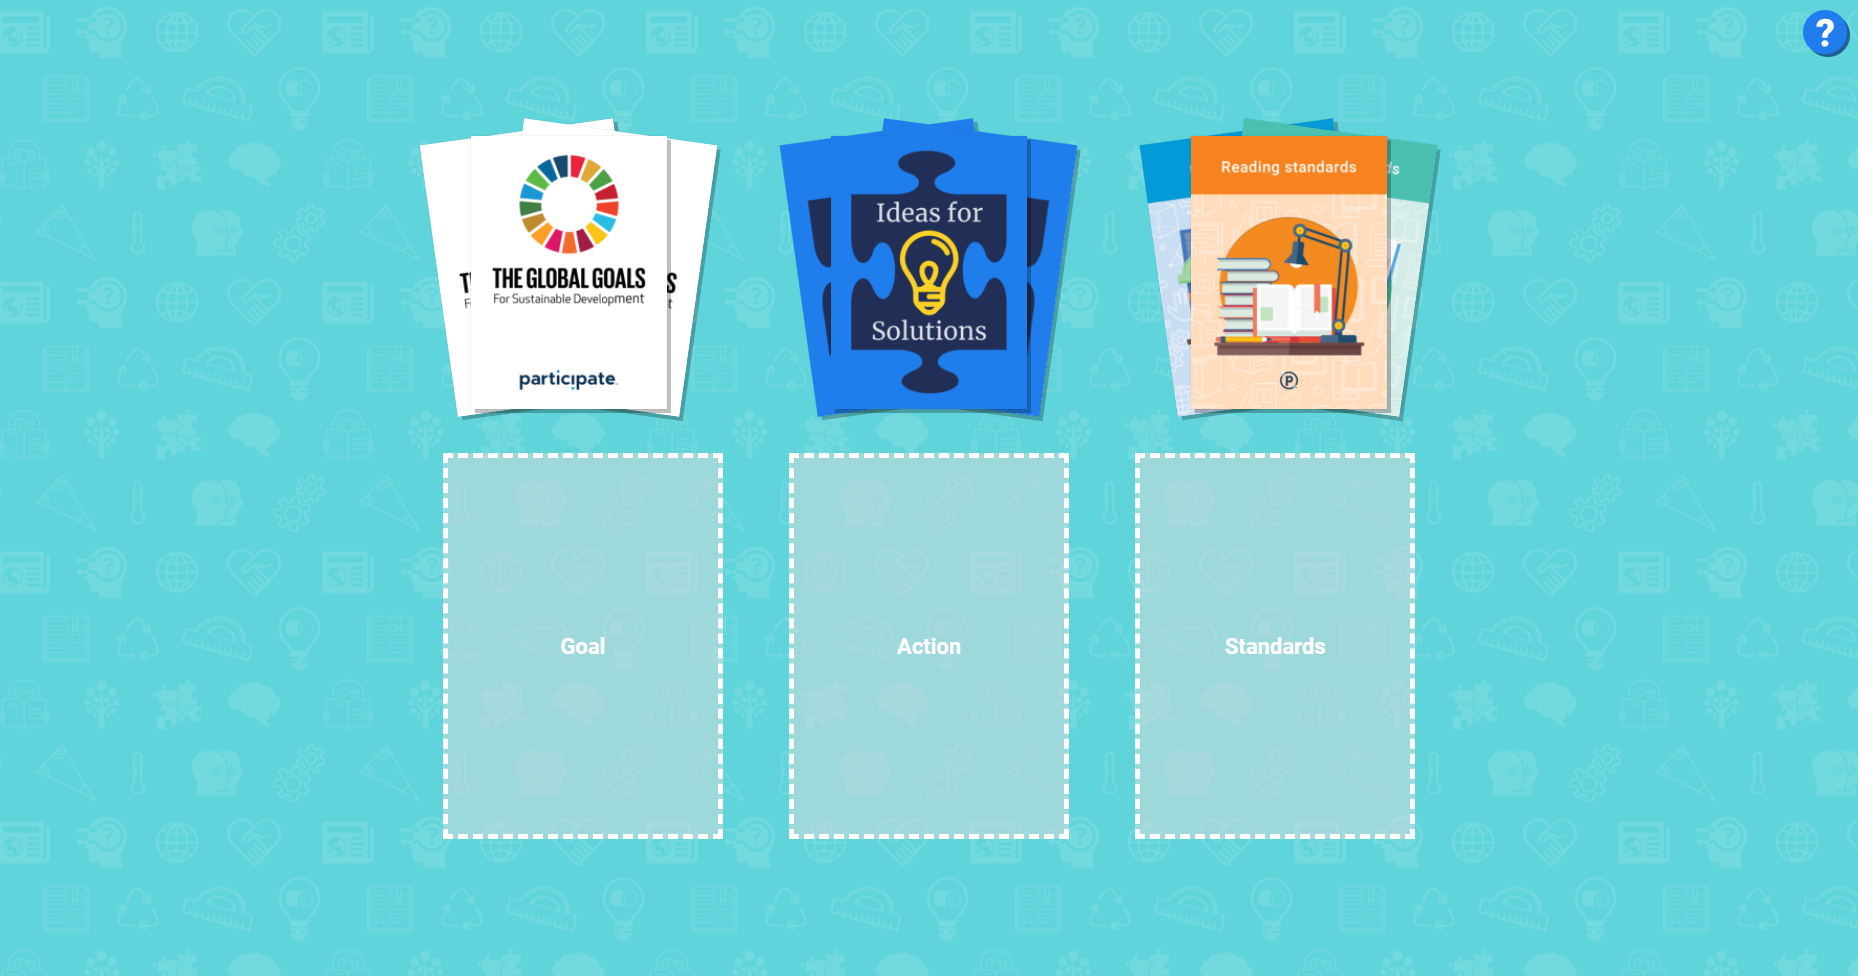 ?
THE GLOBAL GOALS
For Sustainable Development
participate
Ideas for
Solutions
Reading standards
P
Goal
Action
Standards